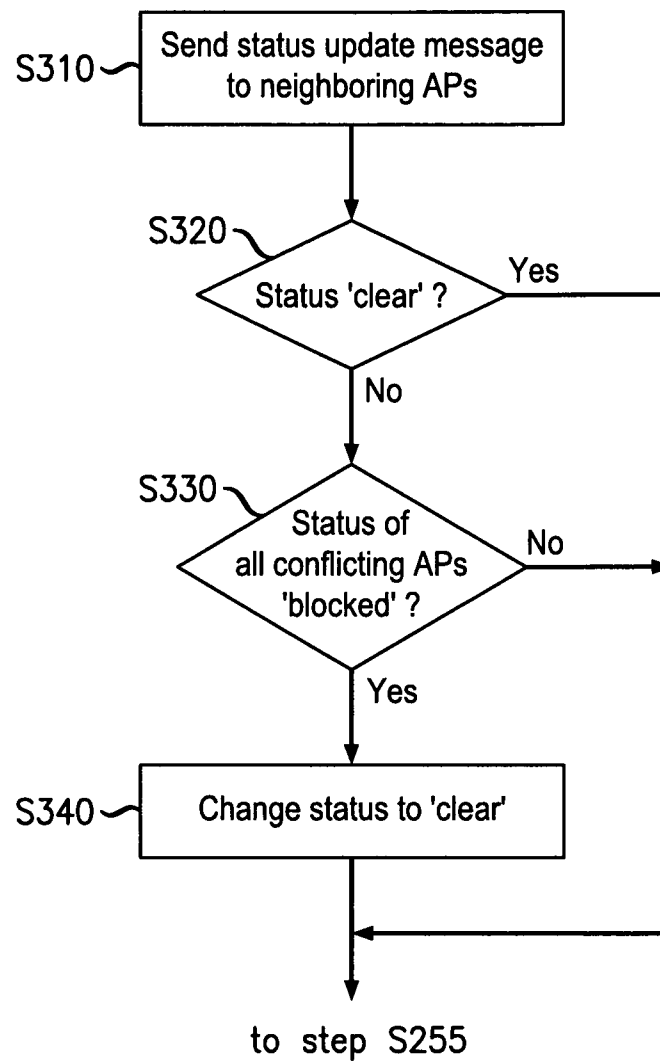 S310
Send status update message
to neighboring APs
S320
Status 'clear' ?
Yes
No
S330
Status of
all conflicting APs
'blocked' ?
No
Yes
S340
Change status to 'clear'
to step S255